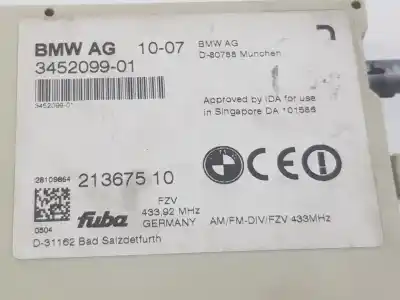 BMW AG 10-07
BMW AG
D-80788 München
3452099-01
3452099-01
Approved by IDA for use
in Singapore DA 101586
28109864
213675 10
CE
0504
fuba
FZV
433,92 MHz
GERMANY
AM/FM-DIV/FZV 433MHz
D-31162 Bad Salzdetfurth